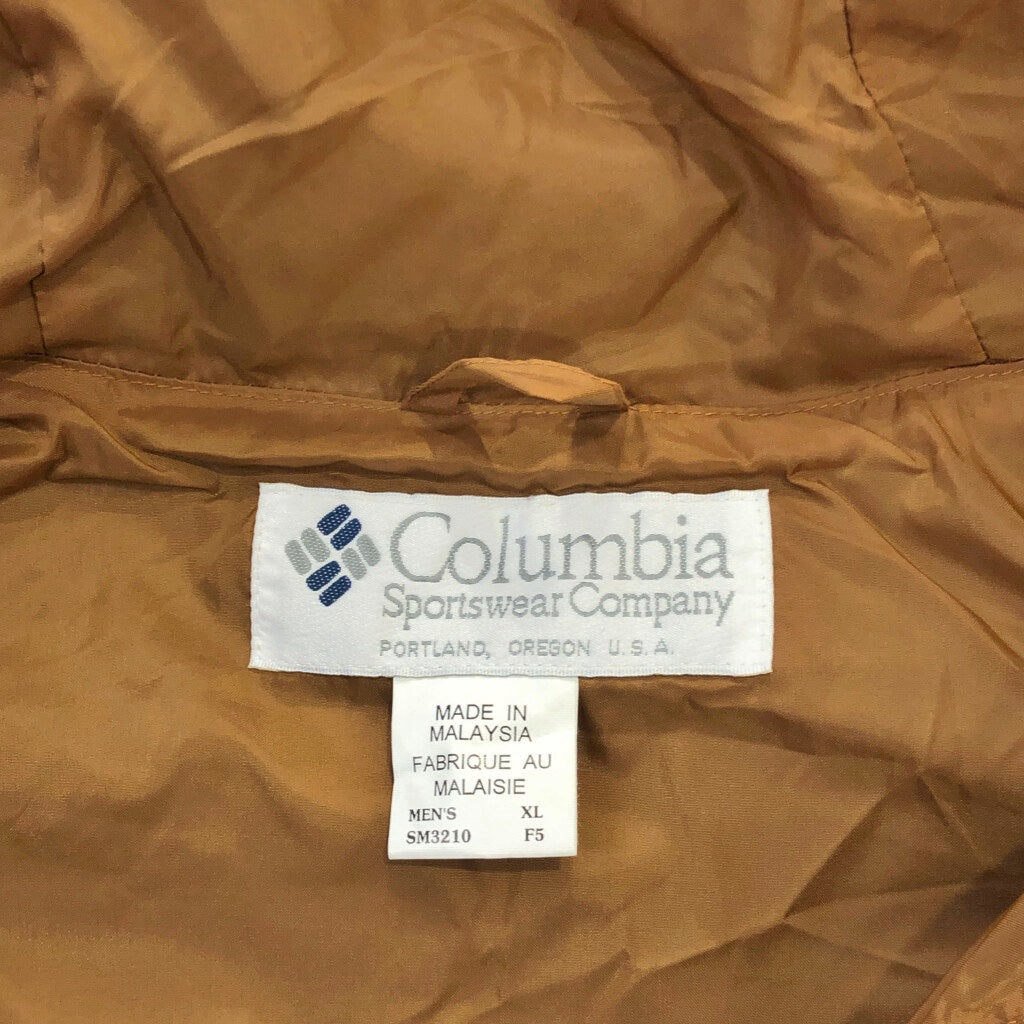 Columbia
Sportswear Company
PORTLAND, OREGON U.S.A.
MADE IN
MALAYSIA
FABRIQUE AU
MALAISIE
MEN'S XL
SM3210 F5